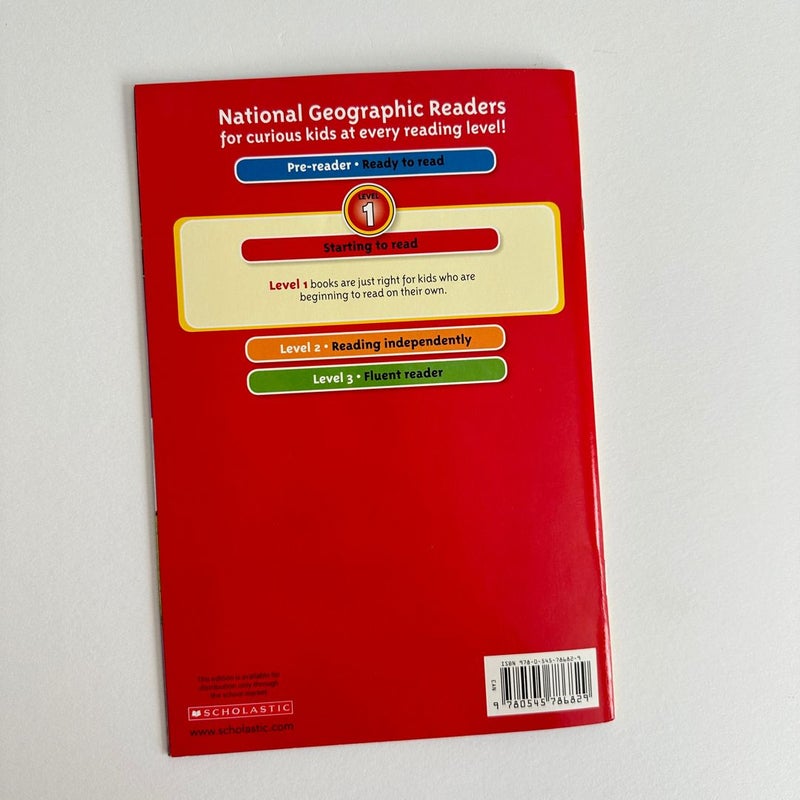 National Geographic Readers
for curious kids at every reading level!
Pre-reader • Ready to read
LEVEL
1
Starting to read
Level 1 books are just right for kids who are
beginning to read on their own.
Level 2 • Reading independently
Level 3 • Fluent reader
This edition is available for
distribution only through
the school market.
SCHOLASTIC
www.scholastic.com
ISBN 978-0-545-78682-9
EAN
9 780545 786829